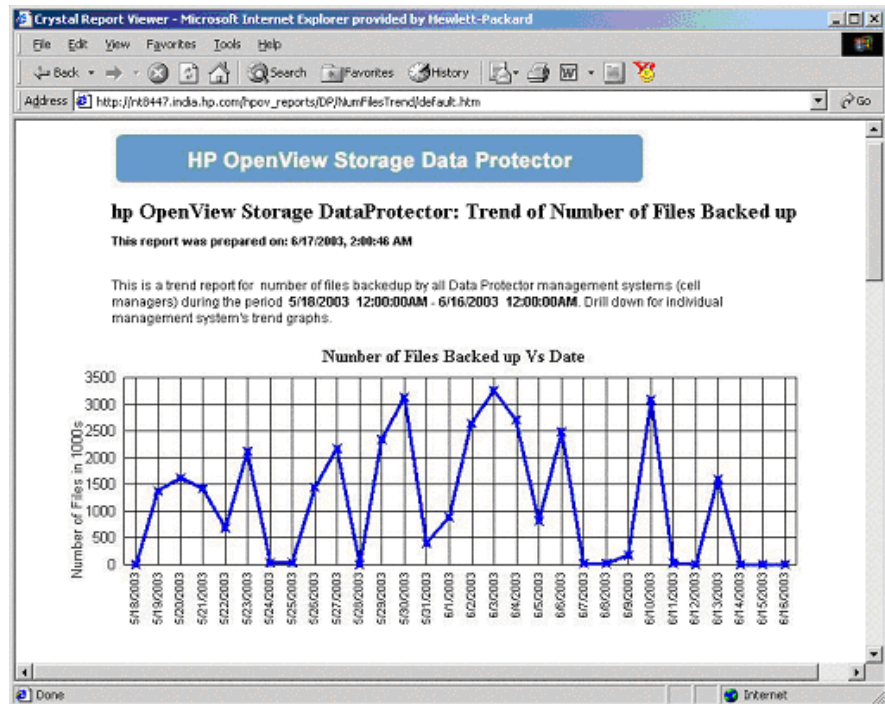 Crystal Report Viewer - Microsoft Internet Explorer provided by Hewlett-Packard
File Edit View Favorites Tools Help
Back Search Favorites History
Address http://nt8447.india.hp.com/hpov_reports/DP/NumFilesTrend/default.htm Go
HP OpenView Storage Data Protector
hp OpenView Storage DataProtector: Trend of Number of Files Backed up
This report was prepared on: 6/17/2003, 2:00:46 AM
This is a trend report for number of files backedup by all Data Protector management systems (cell
managers) during the period 5/18/2003 12:00:00AM - 6/16/2003 12:00:00AM. Drill down for individual
management system's trend graphs.
Number of Files Backed up Vs Date
Number of Files in 1000s
3500
3000
2500
2000
1500
1000
500
0
5/18/2003
5/19/2003
5/20/2003
5/21/2003
5/22/2003
5/23/2003
5/24/2003
5/25/2003
5/26/2003
5/27/2003
5/28/2003
5/29/2003
5/30/2003
5/31/2003
6/1/2003
6/2/2003
6/3/2003
6/4/2003
6/5/2003
6/6/2003
6/7/2003
6/8/2003
6/9/2003
6/10/2003
6/11/2003
6/12/2003
6/13/2003
6/14/2003
6/15/2003
6/16/2003
Done Internet